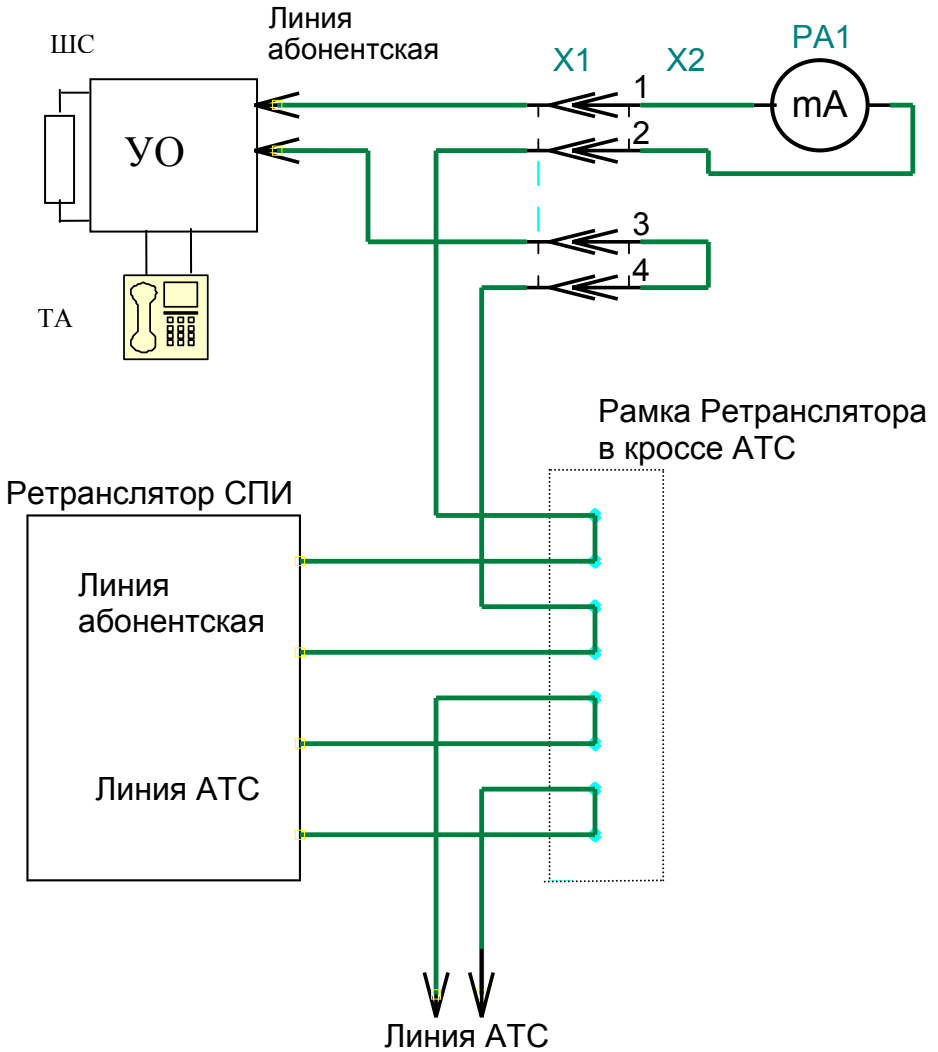 Линия
абонентская
ШС
X1
X2
PA1
1
mA
УО
2
3
4
ТА
Рамка Ретранслятора
в кроссе АТС
Ретранслятор СПИ
Линия
абонентская
Линия АТС
Линия АТС